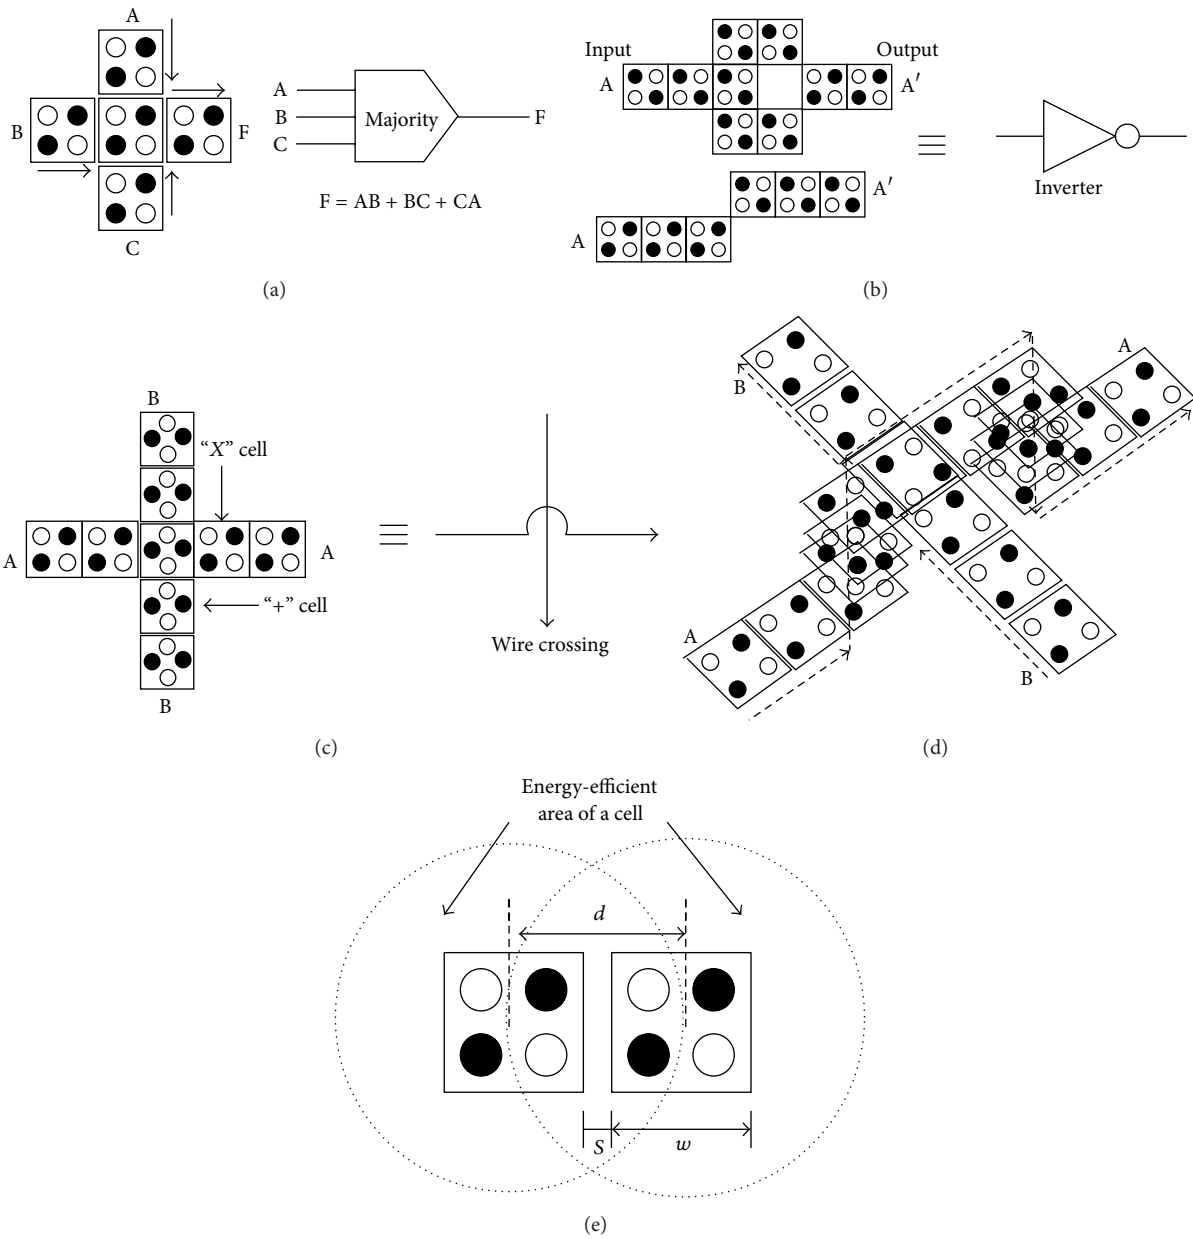 A
B
F
C
A
B
C
Majority
F
F = AB + BC + CA
(a)
Input
Output
A
A′
A′
A
Inverter
(b)
B
"X" cell
A
A
"+" cell
B
Wire crossing
(c)
A
B
A
B
(d)
Energy-efficient
area of a cell
d
S
w
(e)